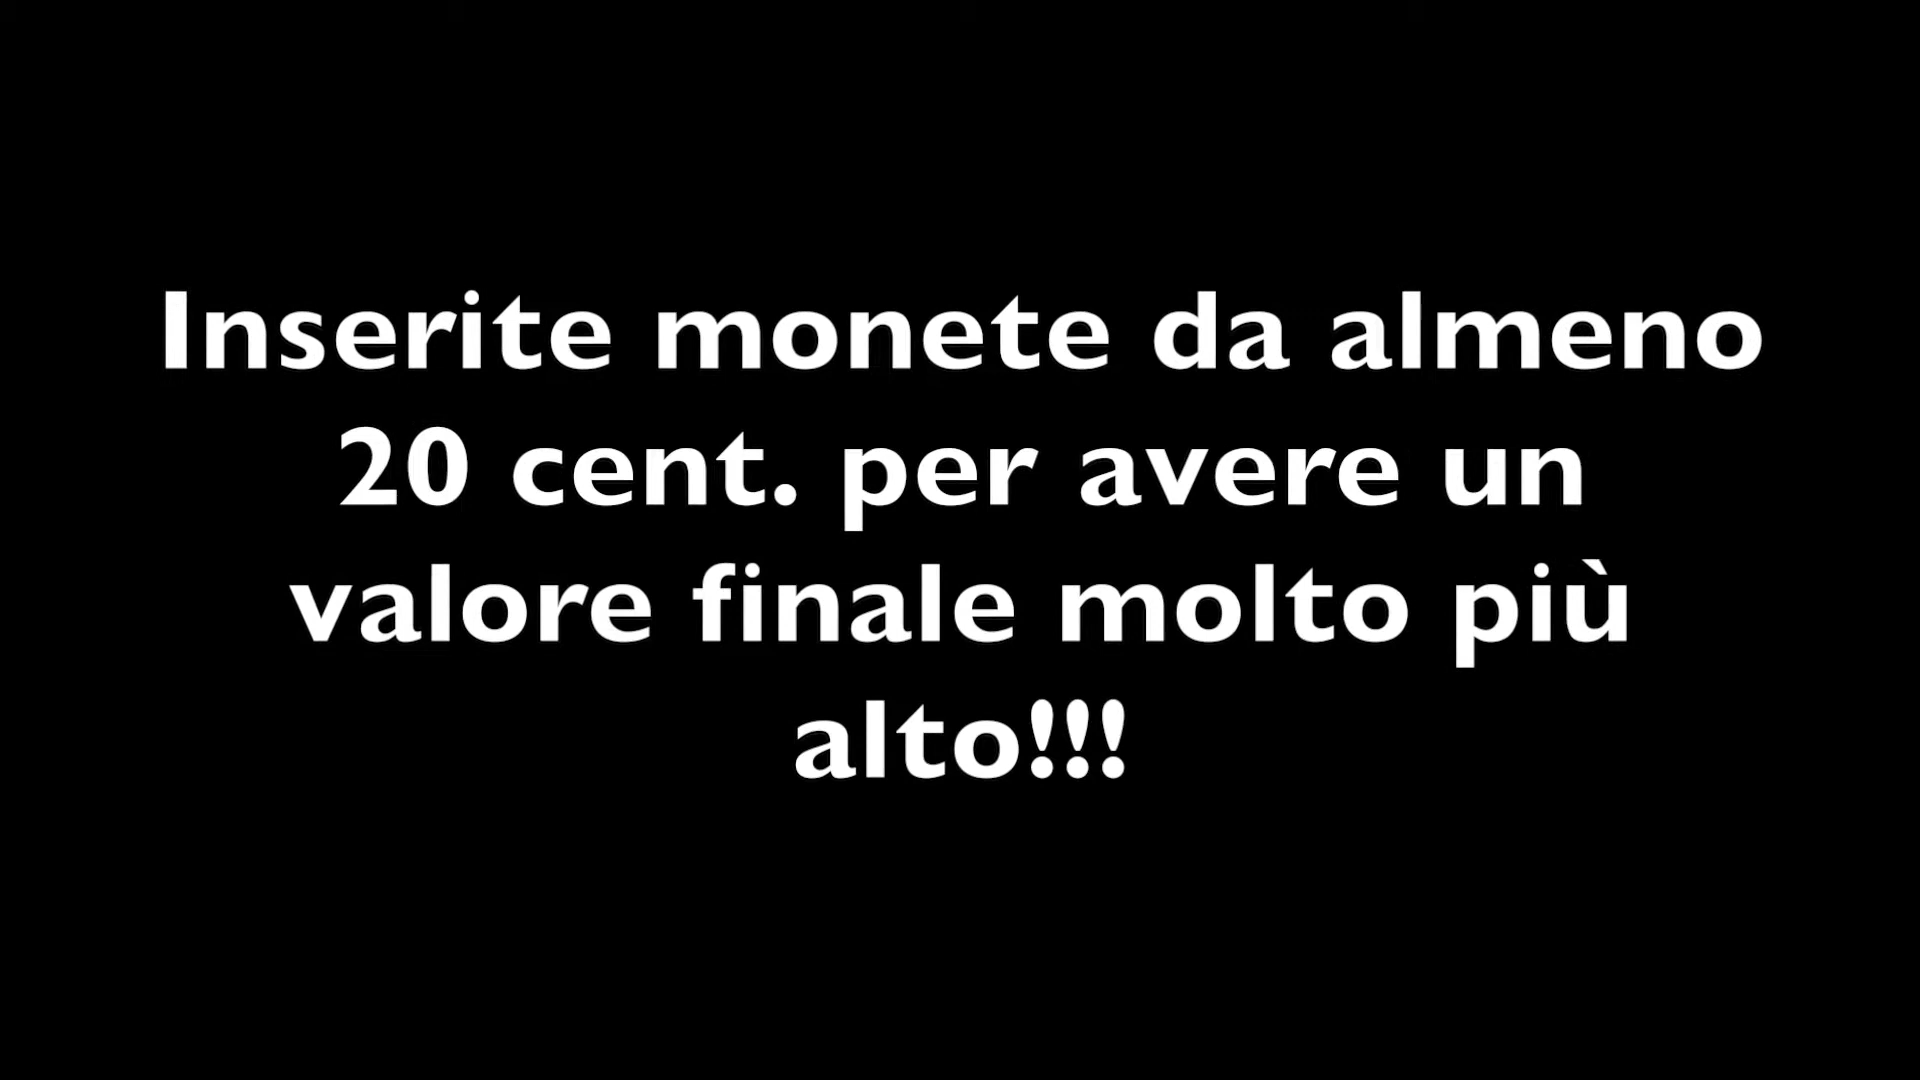 Inserite monete da almeno
20 cent. per avere un
valore finale molto più
alto!!!